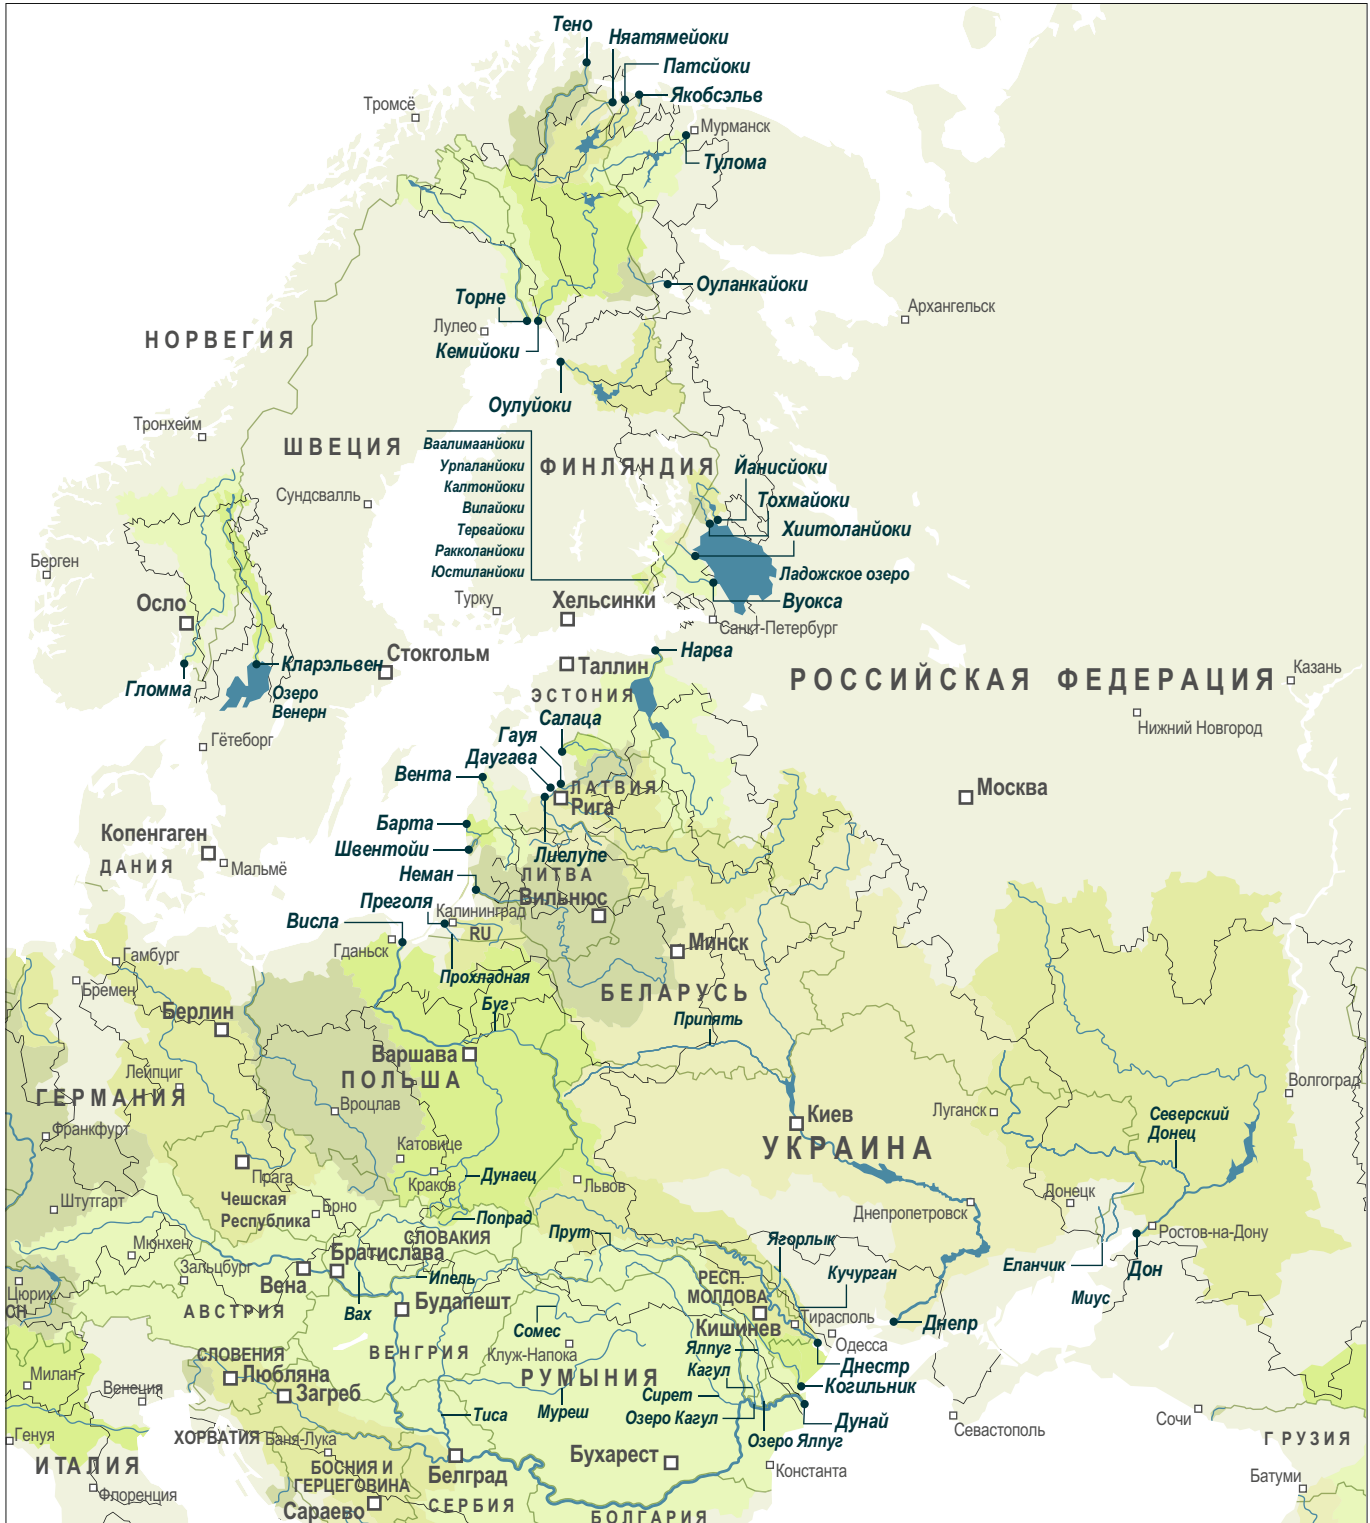 Тено
Няатямейоки
Патсйоки
Якобсэльв
Тромсё
Мурманск
Тулома
Оуланкайоки
Торне
Лулео
Кемийоки
Архангельск
НОРВЕГИЯ
Оулуйоки
Тронхейм
ШВЕЦИЯ
Ваалимаанйоки
Урпаланйоки
Калтонйоки
Вилайоки
Тервайоки
Ракколанйоки
Юстиланйоки
ФИНЛЯНДИЯ
Йанисйоки
Тохмайоки
Хиитоланйоки
Сундсвалль
Ладожское озеро
Вуокса
Берген
Осло
Турку
Хельсинки
Санкт-Петербург
Стокгольм
Кларэльвен
Гломма
Озеро
Венерн
Таллин
Нарва
ЭСТОНИЯ
РОССИЙСКАЯ ФЕДЕРАЦИЯ
Казань
Нижний Новгород
Гётеборг
Салаца
Гауя
Даугава
Вента
ЛАТВИЯ
Рига
Москва
Барта
Швентойи
Лиелупе
Копенгаген
ДАНИЯ
Мальмё
Неман
ЛИТВА
Вильнюс
Преголя
Калининград
RU
Висла
Гданьск
Минск
Гамбург
Бремен
Прохладная
БЕЛАРУСЬ
Буг
Припять
Берлин
Варшава
ПОЛЬША
Лейпциг
ГЕРМАНИЯ
Вроцлав
Волгоград
Луганск
Северский
Донец
Киев
УКРАИНА
Франкфурт
Катовице
Краков
Дунаец
Львов
Прага
Чешская
Республика
Брно
Штутгарт
Донецк
Днепропетровск
Попрад
СЛОВАКИЯ
Прут
Ягорлык
Ростов-на-Дону
Мюнхен
Зальцбург
Братислава
Вена
Ипель
Вах
Еланчик
Дон
Миус
РЕСП.
МОЛДОВА
Кучурган
Цюрих
CH
АВСТРИЯ
Будапешт
Сомес
Кишинев
Тирасполь
Одесса
Днепр
ВЕНГРИЯ
Клуж-Напока
Ялпуг
Днестр
СЛОВЕНИЯ
Любляна
Загреб
РУМЫНИЯ
Кагул
Когильник
Милан
Венеция
Сирет
Тиса
Муреш
Озеро Кагул
Дунай
Озеро Ялпуг
Севастополь
Сочи
Генуя
ХОРВАТИЯ
Баня-Лука
ИТАЛИЯ
БОСНИЯ И
ГЕРЦЕГОВИНА
Белград
Бухарест
Константа
ГРУЗИЯ
Батуми
Флоренция
Сараево
СЕРБИЯ
БОЛГАРИЯ